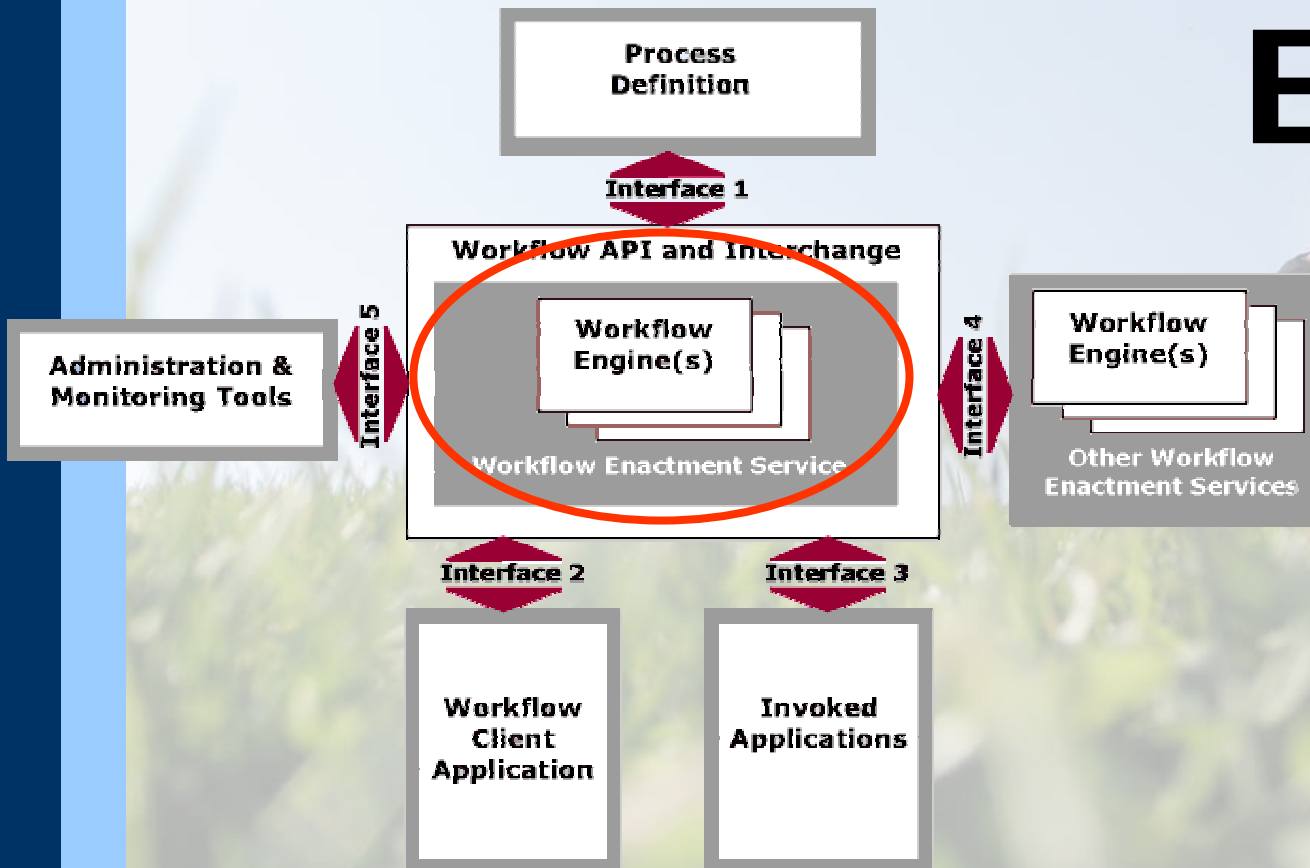 Process
Definition
E
Interface 1
Workflow API and Interchange
Workflow
Engine(s)
Workflow Enactment Service
Interface 5
Administration &
Monitoring Tools
Interface 4
Workflow
Engine(s)
Other Workflow
Enactment Services
Interface 2
Interface 3
Workflow
Client
Application
Invoked
Applications